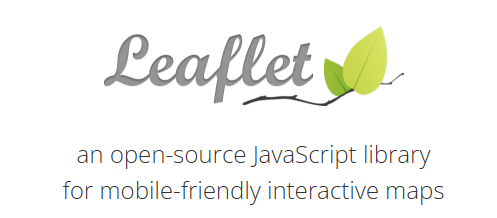 Leaflet
an open-source JavaScript library
for mobile-friendly interactive maps